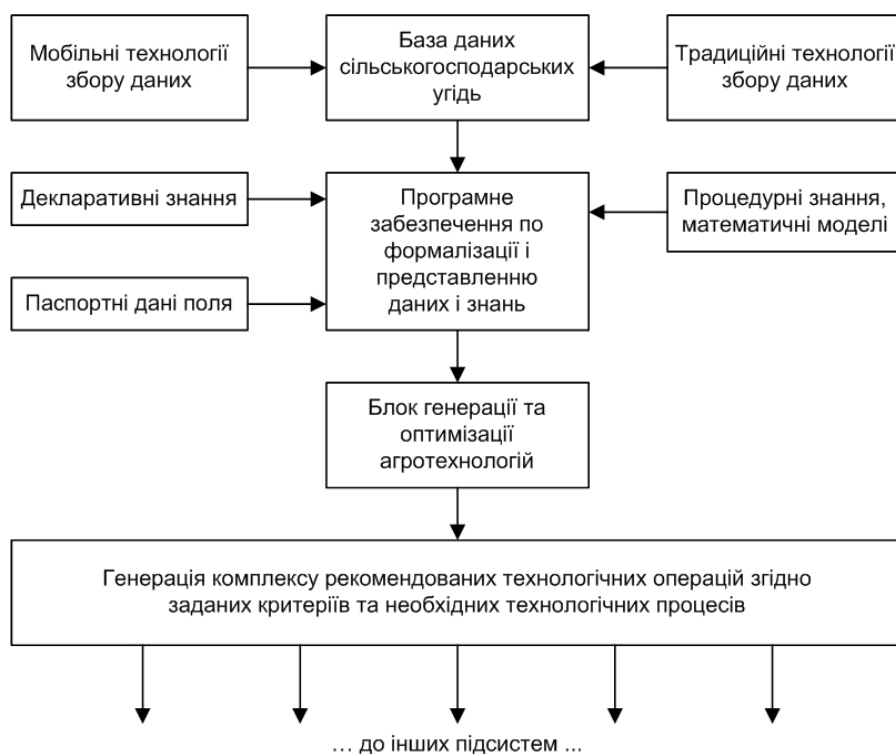 Мобільні технології
збору даних
База даних
сільськогосподарських
угідь
Традиційні технології
збору даних
Декларативні знання
Програмне
забезпечення по
формалізації і
представленню
даних і знань
Процедурні знання,
математичні моделі
Паспортні дані поля
Блок генерації та
оптимізації
агротехнологій
Генерація комплексу рекомендованих технологічних операцій згідно
заданих критеріїв та необхідних технологічних процесів
... до інших підсистем ...